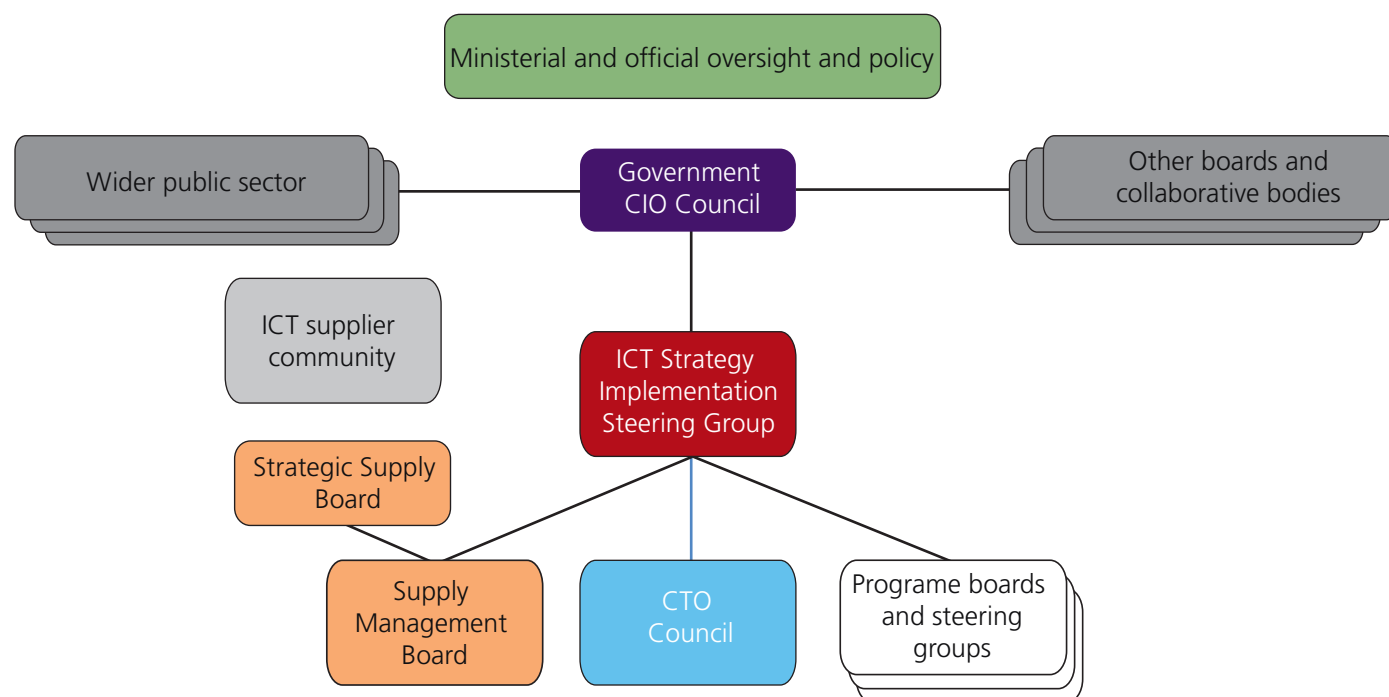 Ministerial and official oversight and policy
Wider public sector
Government
CIO Council
Other boards and
collaborative bodies
ICT supplier
community
ICT Strategy
Implementation
Steering Group
Strategic Supply
Board
Supply
Management
Board
CTO
Council
Programe boards
and steering
groups